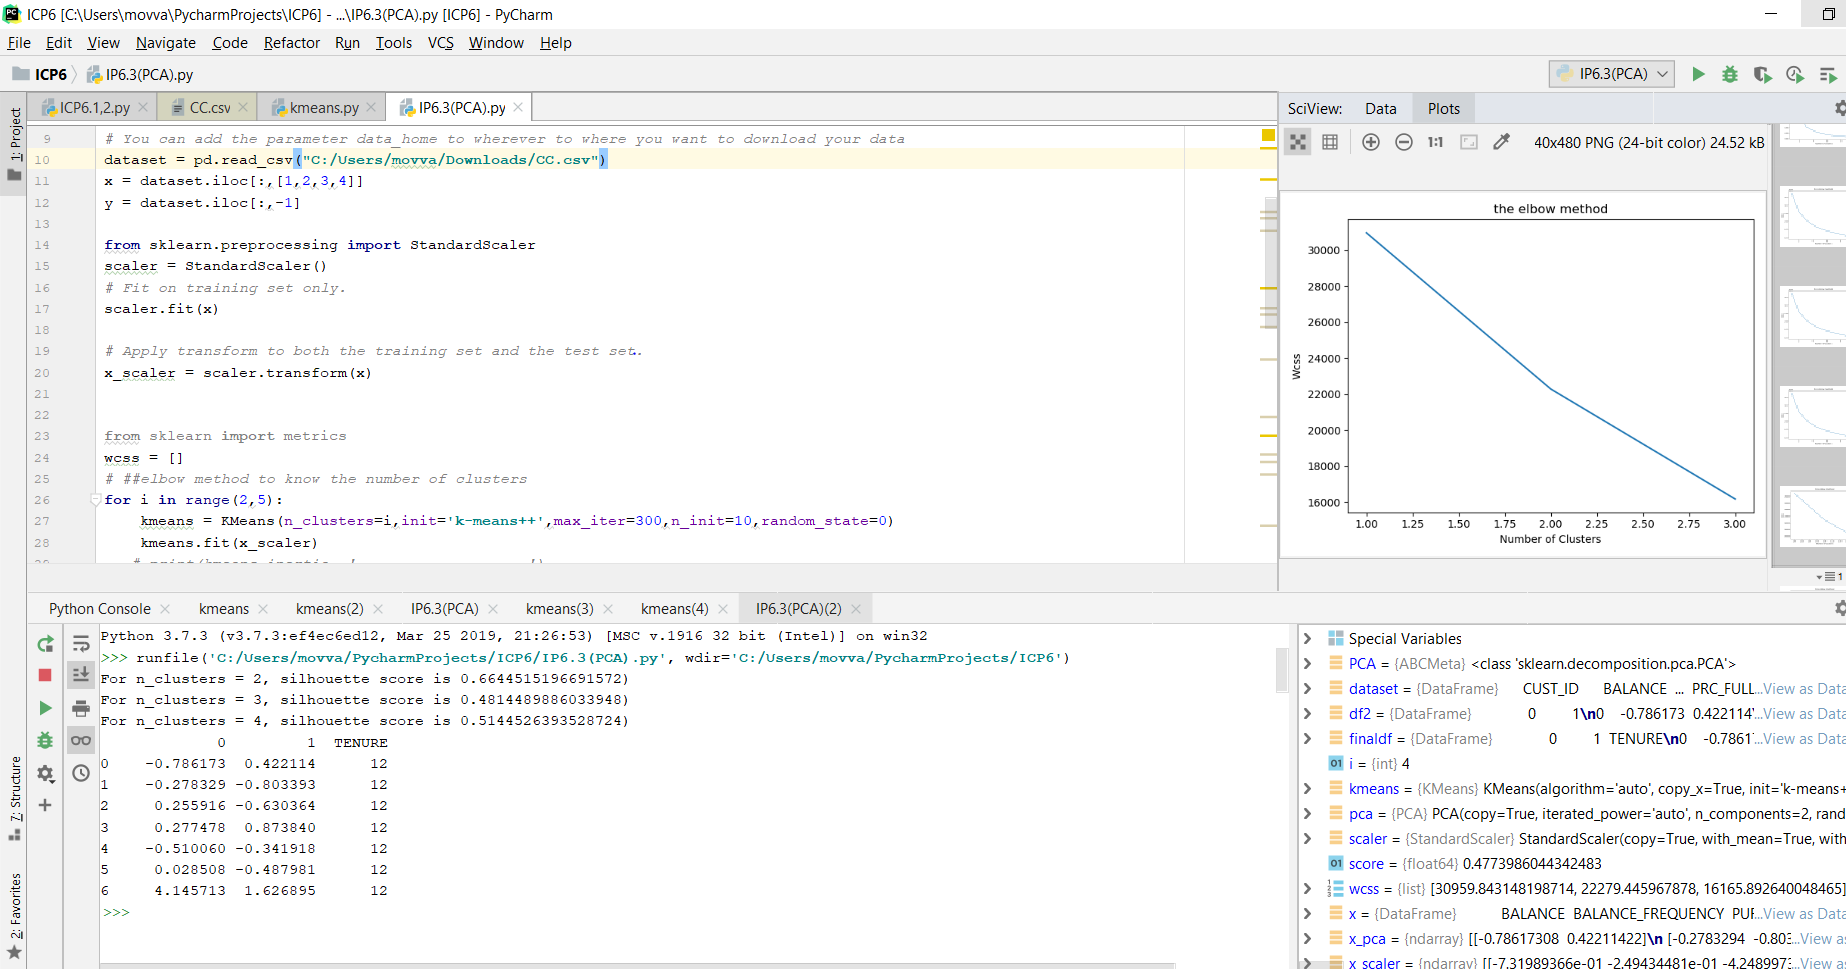 ICP6 [C:\Users\movva\PycharmProjects\ICP6] - ...\IP6.3(PCA).py [ICP6] - PyCharm
File Edit View Navigate Code Refactor Run Tools VCS Window Help
ICP6 IP6.3(PCA).py
IP6.3(PCA)
ICP6.1,2.py CC.csv kmeans.py IP6.3(PCA).py
1: Project
9 # You can add the parameter data_home to wherever to where you want to download your data
10 dataset = pd.read_csv("C:/Users/movva/Downloads/CC.csv")
11 x = dataset.iloc[:,[1,2,3,4]]
12 y = dataset.iloc[:,-1]
13
14 from sklearn.preprocessing import StandardScaler
15 scaler = StandardScaler()
16 # Fit on training set only.
17 scaler.fit(x)
18
19 # Apply transform to both the training set and the test set..
20 x_scaler = scaler.transform(x)
21
22
23 from sklearn import metrics
24 wcss = []
25 # ##elbow method to know the number of clusters
26 for i in range(2,5):
27 kmeans = KMeans(n_clusters=i,init='k-means++',max_iter=300,n_init=10,random_state=0)
28 kmeans.fit(x_scaler)
SciView: Data Plots
1:1 40x480 PNG (24-bit color) 24.52 kB
the elbow method
30000
28000
26000
24000
22000
20000
18000
16000
Wcss
1.00 1.25 1.50 1.75 2.00 2.25 2.50 2.75 3.00
Number of Clusters
1
Python Console kmeans kmeans(2) IP6.3(PCA) kmeans(3) kmeans(4) IP6.3(PCA)(2)
Python 3.7.3 (v3.7.3:ef4ec6ed12, Mar 25 2019, 21:26:53) [MSC v.1916 32 bit (Intel)] on win32
>>> runfile('C:/Users/movva/PycharmProjects/ICP6/IP6.3(PCA).py', wdir='C:/Users/movva/PycharmProjects/ICP6')
For n_clusters = 2, silhouette score is 0.6644515196691572)
For n_clusters = 3, silhouette score is 0.4814489886033948)
For n_clusters = 4, silhouette score is 0.5144526393528724)
0 1 TENURE
0 -0.786173 0.422114 12
1 -0.278329 -0.803393 12
2 0.255916 -0.630364 12
3 0.277478 0.873840 12
4 -0.510060 -0.341918 12
5 0.028508 -0.487981 12
6 4.145713 1.626895 12
>>>
7: Structure
2: Favorites
Special Variables
PCA = {ABCMeta} <class 'sklearn.decomposition.pca.PCA'>
dataset = {DataFrame} CUST_ID BALANCE ... PRC_FULL...View as Data
df2 = {DataFrame} 0 1\n0 -0.786173 0.422114\...View as Data
finaldf = {DataFrame} 0 1 TENURE\n0 -0.7861...View as Data
01 i = {int} 4
kmeans = {KMeans} KMeans(algorithm='auto', copy_x=True, init='k-means+
pca = {PCA} PCA(copy=True, iterated_power='auto', n_components=2, rand
scaler = {StandardScaler} StandardScaler(copy=True, with_mean=True, with
01 score = {float64} 0.4773986044342483
wcss = {list} [30959.843148198714, 22279.445967878, 16165.892640048465]
x = {DataFrame} BALANCE BALANCE_FREQUENCY PUI...View as Data
x_pca = {ndarray} [[-0.78617308 0.42211422]\n [-0.2783294 -0.803...View as
x_scaler = {ndarray} [[-7.31989366e-01 -2.49434481e-01 -4.2489973...View as